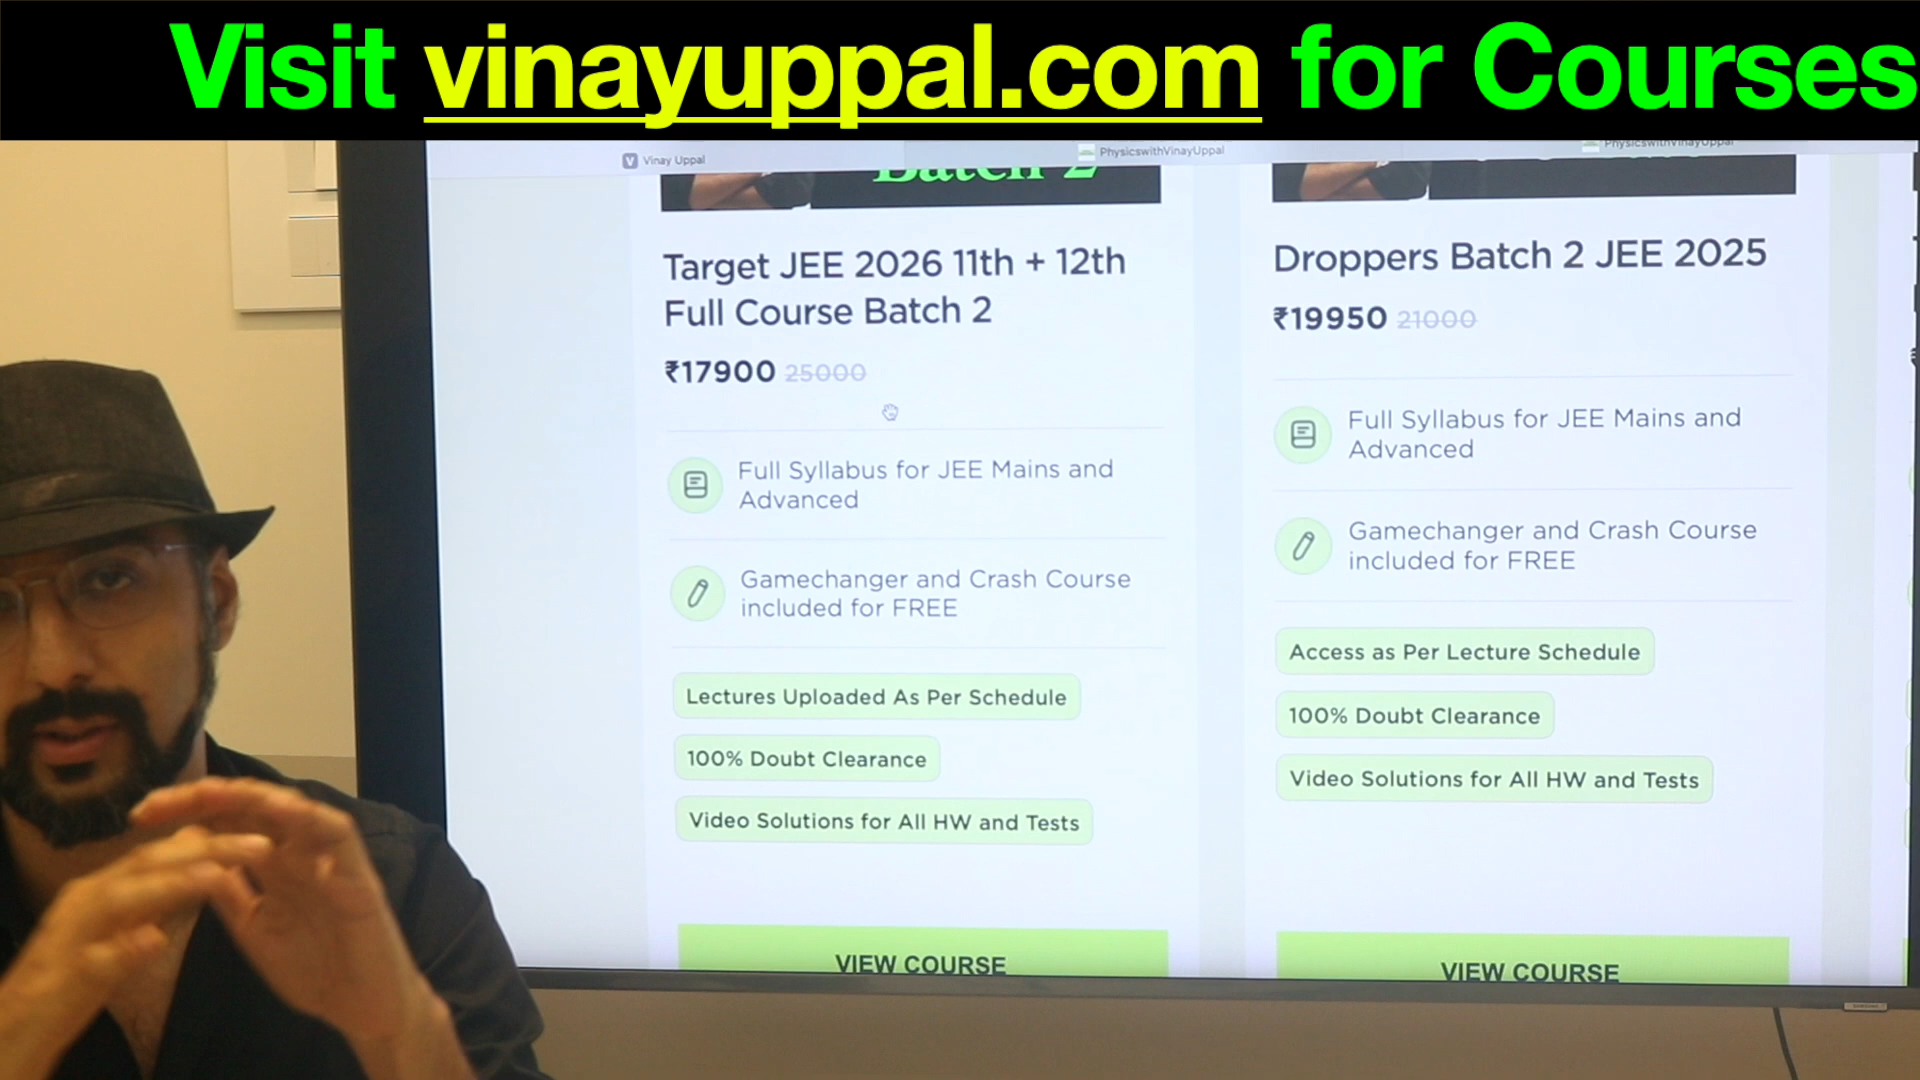 Visit vinayuppal.com for Courses
Vinay Uppal
PhysicswithVinayUppal
PhysicswithVinayUppal
Batch 2
Target JEE 2026 11th + 12th
Full Course Batch 2
₹17900 25000
Full Syllabus for JEE Mains and
Advanced
Gamechanger and Crash Course
included for FREE
Lectures Uploaded As Per Schedule
100% Doubt Clearance
Video Solutions for All HW and Tests
VIEW COURSE
Droppers Batch 2 JEE 2025
₹19950 21000
Full Syllabus for JEE Mains and
Advanced
Gamechanger and Crash Course
included for FREE
Access as Per Lecture Schedule
100% Doubt Clearance
Video Solutions for All HW and Tests
VIEW COURSE